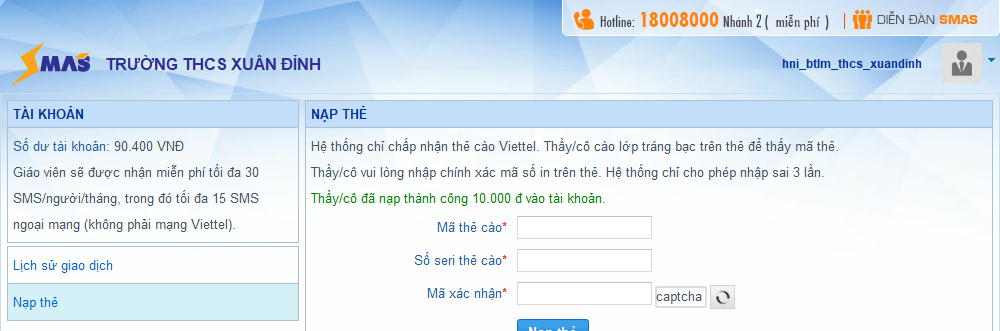 Hotline: 18008000 Nhánh 2 ( miễn phí ) | DIỄN ĐÀN SMAS
SMAS TRƯỜNG THCS XUÂN ĐỈNH
hni_btlm_thcs_xuandinh
TÀI KHOẢN
Số dư tài khoản: 90.400 VNĐ
Giáo viên sẽ được nhận miễn phí tối đa 30
SMS/người/tháng, trong đó tối đa 15 SMS
ngoại mạng (không phải mạng Viettel).
Lịch sử giao dịch
Nạp thẻ
NẠP THẺ
Hệ thống chỉ chấp nhận thẻ cào Viettel. Thầy/cô cào lớp tráng bạc trên thẻ để thấy mã thẻ.
Thầy/cô vui lòng nhập chính xác mã số in trên thẻ. Hệ thống chỉ cho phép nhập sai 3 lần.
Thầy/cô đã nạp thành công 10.000 đ vào tài khoản.
Mã thẻ cào*
Số seri thẻ cào*
Mã xác nhận* captcha
Nạp thẻ